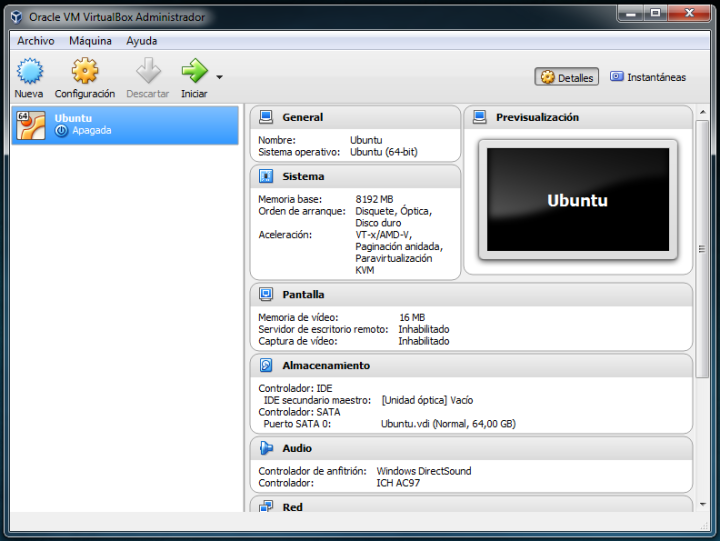 Oracle VM VirtualBox Administrador
Archivo Máquina Ayuda
Nueva Configuración Descartar Iniciar Detalles Instantáneas
64 Ubuntu
Apagada
General
Nombre: Ubuntu
Sistema operativo: Ubuntu (64-bit)
Previsualización
Ubuntu
Sistema
Memoria base: 8192 MB
Orden de arranque: Disquete, Óptica,
Disco duro
Aceleración: VT-x/AMD-V,
Paginación anidada,
Paravirtualización
KVM
Pantalla
Memoria de vídeo: 16 MB
Servidor de escritorio remoto: Inhabilitado
Captura de vídeo: Inhabilitado
Almacenamiento
Controlador: IDE
IDE secundario maestro: [Unidad óptica] Vacío
Controlador: SATA
Puerto SATA 0: Ubuntu.vdi (Normal, 64,00 GB)
Audio
Controlador de anfitrión: Windows DirectSound
Controlador: ICH AC97
Red